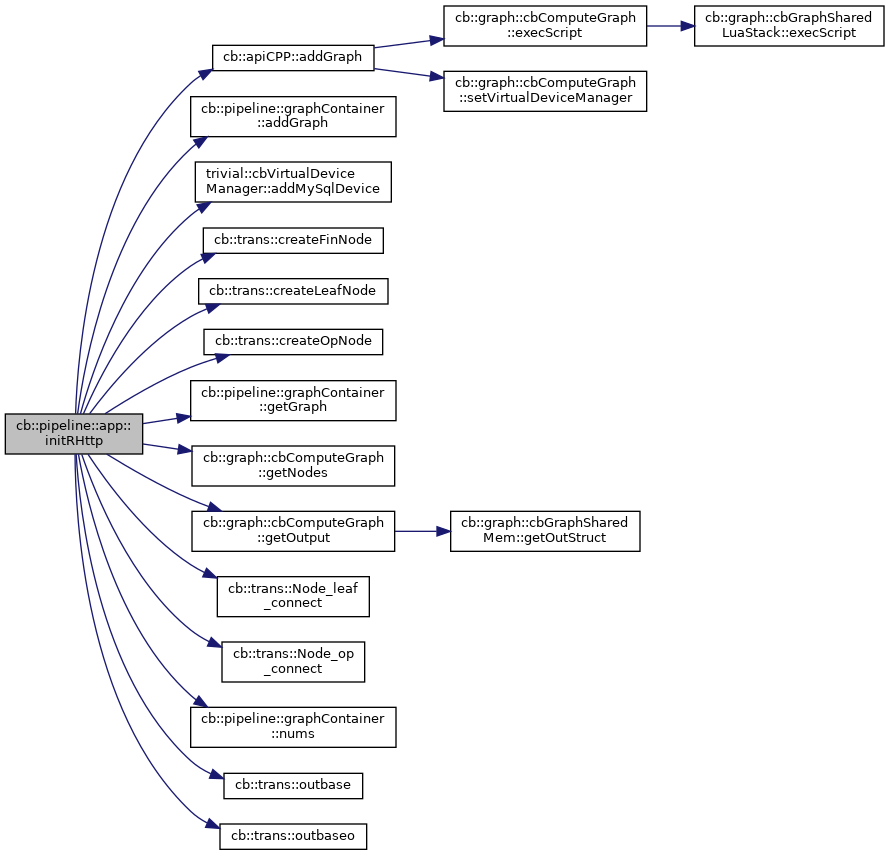 cb::pipeline::app::
initRHttp
cb::apiCPP::addGraph
cb::graph::cbComputeGraph
::execScript
cb::graph::cbGraphShared
LuaStack::execScript
cb::graph::cbComputeGraph
::setVirtualDeviceManager
cb::pipeline::graphContainer
::addGraph
trivial::cbVirtualDevice
Manager::addMySqlDevice
cb::trans::createFinNode
cb::trans::createLeafNode
cb::trans::createOpNode
cb::pipeline::graphContainer
::getGraph
cb::graph::cbComputeGraph
::getNodes
cb::graph::cbComputeGraph
::getOutput
cb::graph::cbGraphShared
Mem::getOutStruct
cb::trans::Node_leaf
_connect
cb::trans::Node_op
_connect
cb::pipeline::graphContainer
::nums
cb::trans::outbase
cb::trans::outbaseo